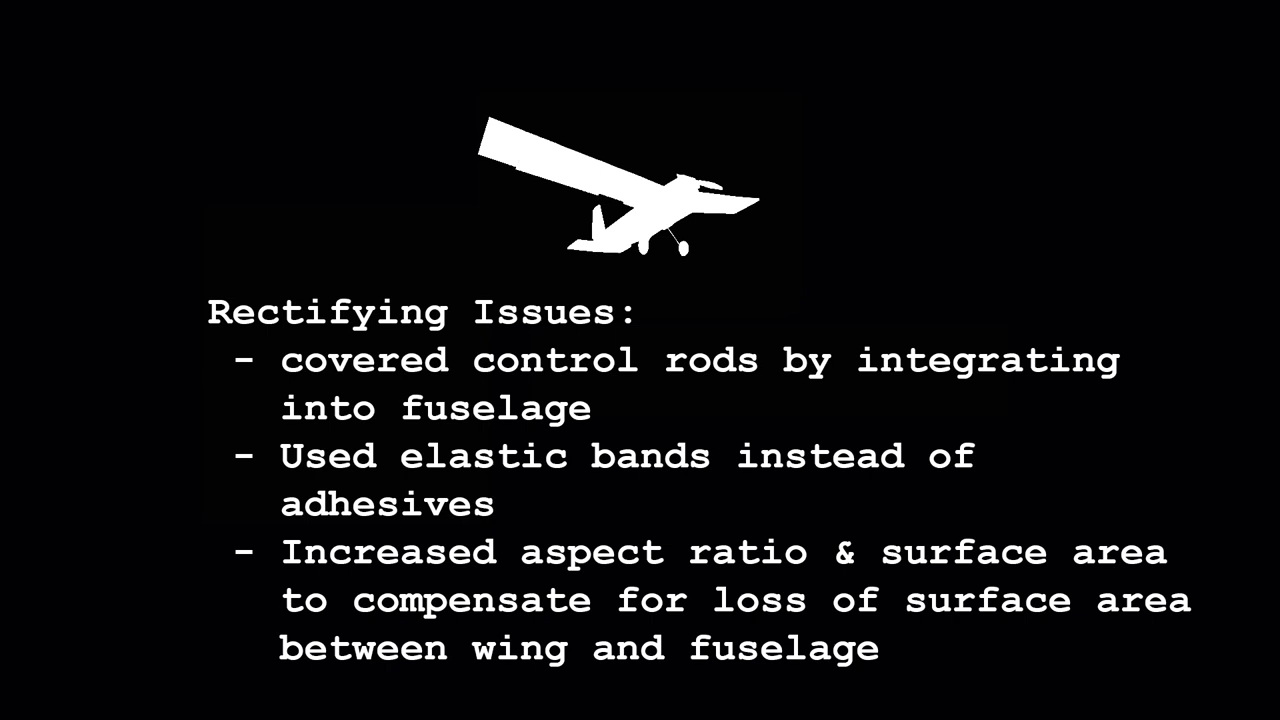 Rectifying Issues:
- covered control rods by integrating
into fuselage
- Used elastic bands instead of
adhesives
- Increased aspect ratio & surface area
to compensate for loss of surface area
between wing and fuselage